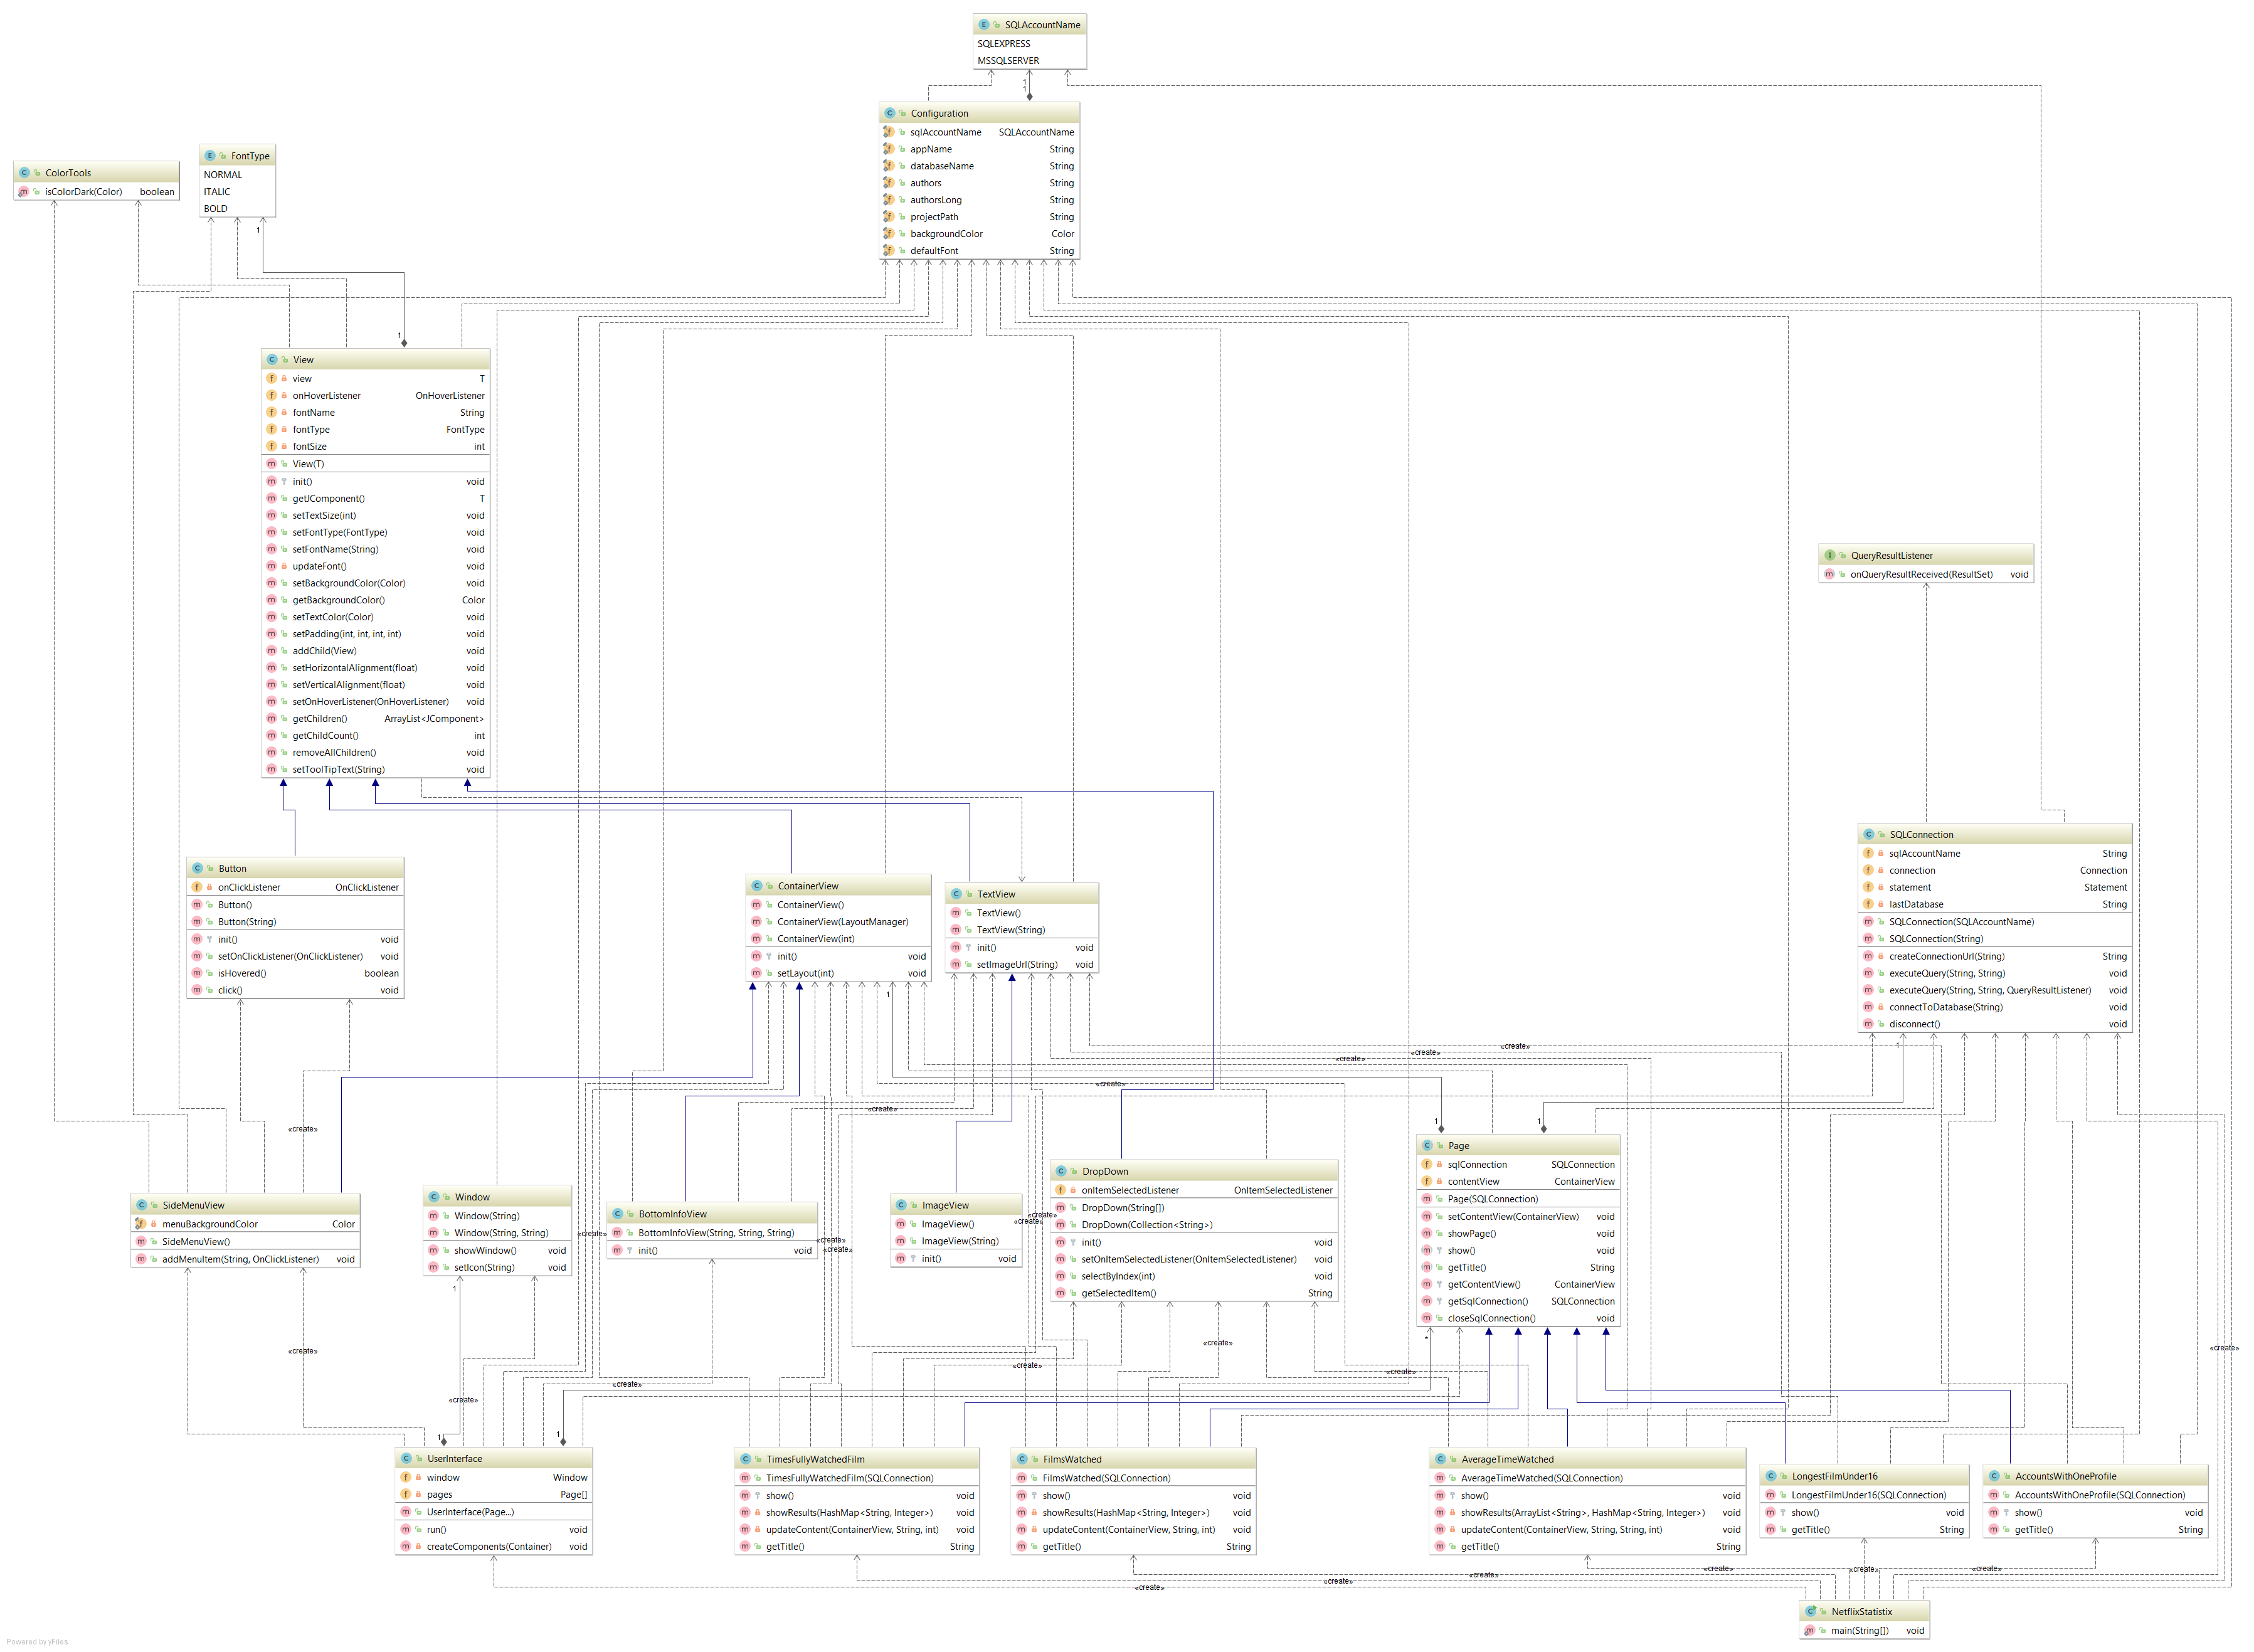 SQLAccountName
SQLEXPRESS
MSSQLSERVER
1
1
Configuration
sqlAccountName SQLAccountName
appName String
databaseName String
authors String
authorsLong String
projectPath String
backgroundColor Color
defaultFont String
ColorTools
isColorDark(Color) boolean
FontType
NORMAL
ITALIC
BOLD
1
1
View
view T
onHoverListener OnHoverListener
fontName String
fontType FontType
fontSize int
View(T)
init() void
getJComponent() T
setTextSize(int) void
setFontType(FontType) void
setFontName(String) void
updateFont() void
setBackgroundColor(Color) void
getBackgroundColor() Color
setTextColor(Color) void
setPadding(int, int, int, int) void
addChild(View) void
setHorizontalAlignment(float) void
setVerticalAlignment(float) void
setOnHoverListener(OnHoverListener) void
getChildren() ArrayList<JComponent>
getChildCount() int
removeAllChildren() void
setToolTipText(String) void
QueryResultListener
onQueryResultReceived(ResultSet) void
SQLConnection
sqlAccountName String
connection Connection
statement Statement
lastDatabase String
SQLConnection(SQLAccountName)
SQLConnection(String)
createConnectionUrl(String) String
executeQuery(String, String) void
executeQuery(String, String, QueryResultListener) void
connectToDatabase(String) void
disconnect() void
Button
onClickListener OnClickListener
Button()
Button(String)
init() void
setOnClickListener(OnClickListener) void
isHovered() boolean
click() void
ContainerView
ContainerView()
ContainerView(LayoutManager)
ContainerView(int)
init() void
setLayout(int) void
TextView
TextView()
TextView(String)
init() void
setImageUrl(String) void
1
1
«create»
«create»
«create»
«create»
«create»
«create»
1
1
Page
sqlConnection SQLConnection
contentView ContainerView
Page(SQLConnection)
setContentView(ContainerView) void
showPage() void
show() void
getTitle() String
getContentView() ContainerView
getSqlConnection() SQLConnection
closeSqlConnection() void
DropDown
onItemSelectedListener OnItemSelectedListener
DropDown(String[])
DropDown(Collection<String>)
init() void
setOnItemSelectedListener(OnItemSelectedListener) void
selectByIndex(int) void
getSelectedItem() String
SideMenuView
menuBackgroundColor Color
SideMenuView()
addMenuItem(String, OnClickListener) void
Window
Window(String)
Window(String, String)
showWindow() void
setIcon(String) void
BottomInfoView
BottomInfoView(String, String, String)
init() void
ImageView
ImageView()
ImageView(String)
init() void
«create»
«create»
«create»
«create»
«create»
1
*
«create»
«create»
«create»
«create»
«create»
«create»
«create»
1
1
UserInterface
window Window
pages Page[]
UserInterface(Page...)
run() void
createComponents(Container) void
TimesFullyWatchedFilm
TimesFullyWatchedFilm(SQLConnection)
show() void
showResults(HashMap<String, Integer>) void
updateContent(ContainerView, String, int) void
getTitle() String
FilmsWatched
FilmsWatched(SQLConnection)
show() void
showResults(HashMap<String, Integer>) void
updateContent(ContainerView, String, int) void
getTitle() String
AverageTimeWatched
AverageTimeWatched(SQLConnection)
show() void
showResults(ArrayList<String>, HashMap<String, Integer>) void
updateContent(ContainerView, String, String, int) void
getTitle() String
LongestFilmUnder16
LongestFilmUnder16(SQLConnection)
show() void
getTitle() String
AccountsWithOneProfile
AccountsWithOneProfile(SQLConnection)
show() void
getTitle() String
«create»
«create»
«create»
«create»
«create»
«create»
NetflixStatistix
main(String[]) void
Powered by yFiles